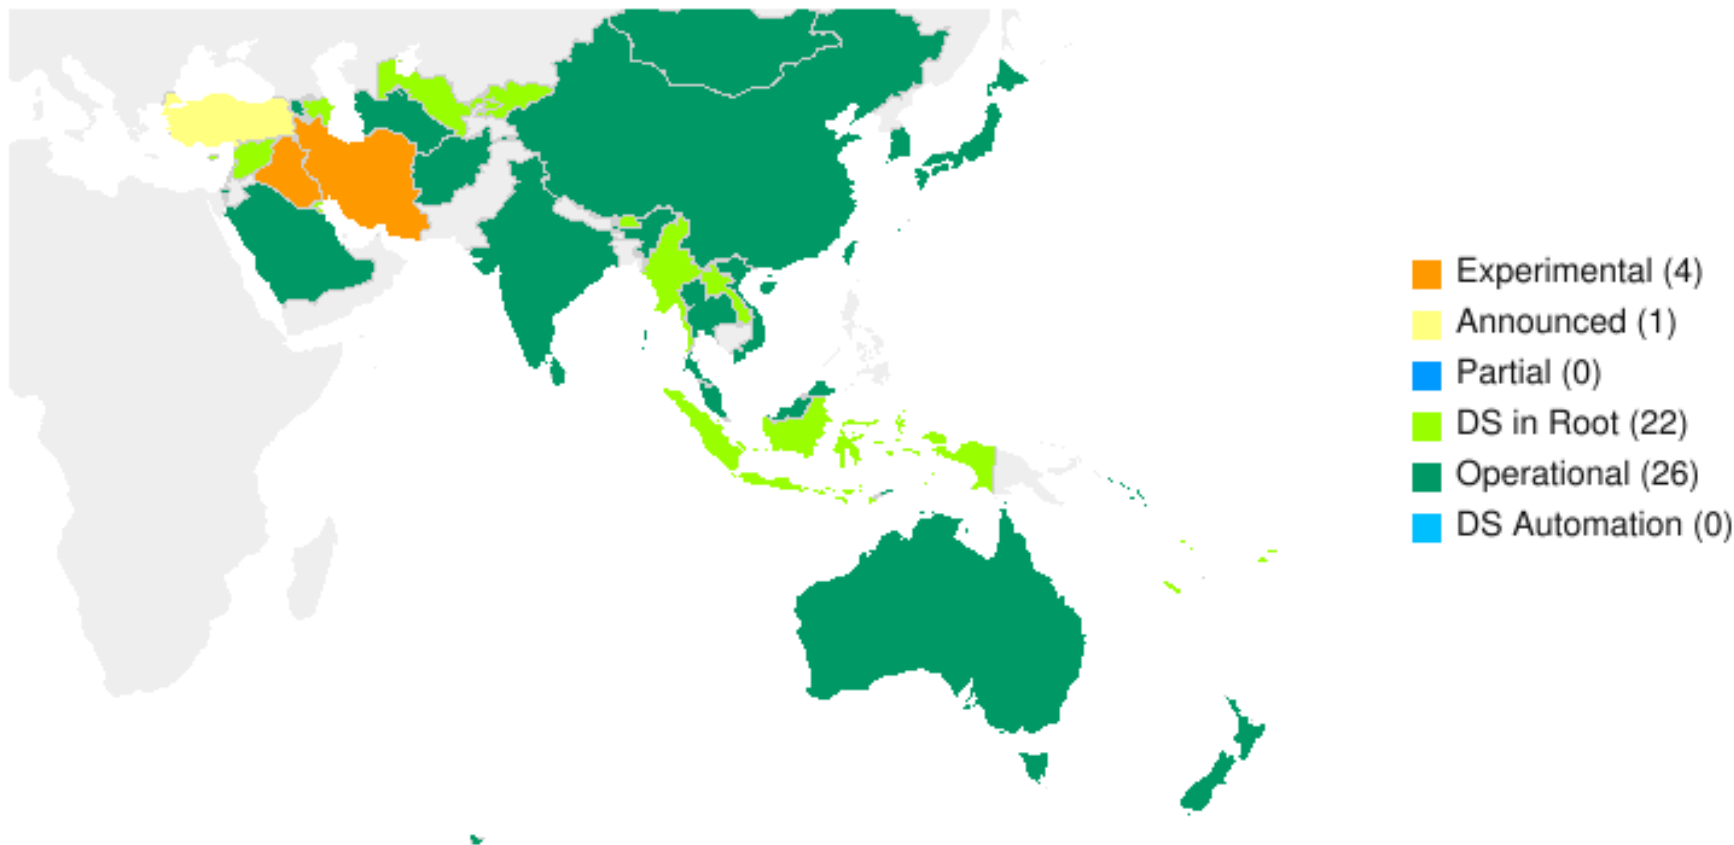 Experimental (4)
Announced (1)
Partial (0)
DS in Root (22)
Operational (26)
DS Automation (0)